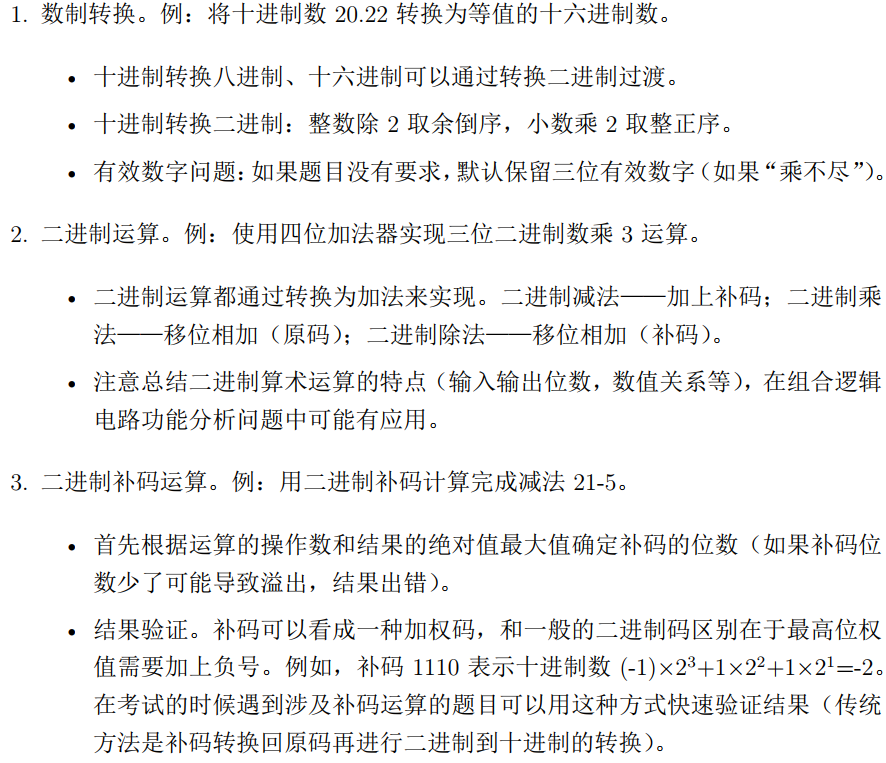 1. 数制转换。例：将十进制数 20.22 转换为等值的十六进制数。
• 十进制转换八进制、十六进制可以通过转换二进制过渡。
• 十进制转换二进制：整数除 2 取余倒序，小数乘 2 取整正序。
• 有效数字问题：如果题目没有要求，默认保留三位有效数字（如果“乘不尽”）。
2. 二进制运算。例：使用四位加法器实现三位二进制数乘 3 运算。
• 二进制运算都通过转换为加法来实现。二进制减法——加上补码；二进制乘
法——移位相加（原码）；二进制除法——移位相加（补码）。
• 注意总结二进制算术运算的特点（输入输出位数，数值关系等），在组合逻辑
电路功能分析问题中可能有应用。
3. 二进制补码运算。例：用二进制补码计算完成减法 21-5。
• 首先根据运算的操作数和结果的绝对值最大值确定补码的位数（如果补码位
数少了可能导致溢出，结果出错）。
• 结果验证。补码可以看成一种加权码，和一般的二进制码区别在于最高位权
值需要加上负号。例如，补码 1110 表示十进制数 (-1)×2³+1×2²+1×2¹=-2。
在考试的时候遇到涉及补码运算的题目可以用这种方式快速验证结果（传统
方法是补码转换回原码再进行二进制到十进制的转换）。